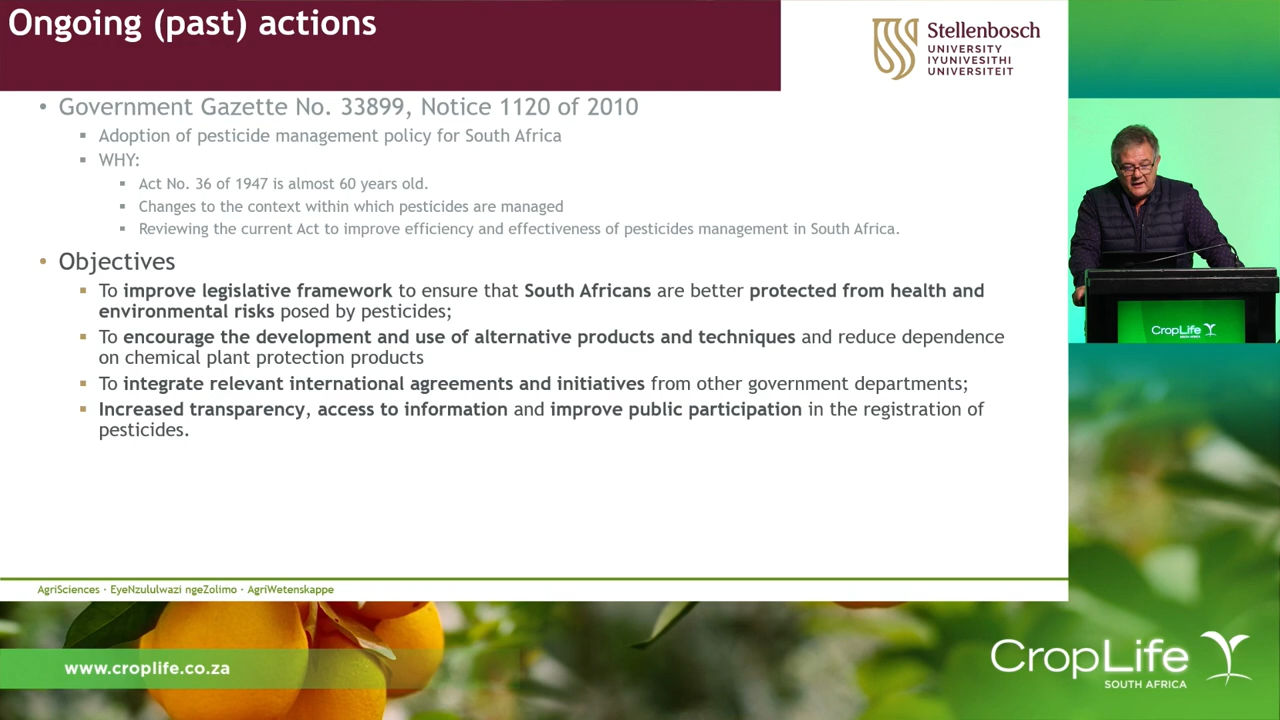 Ongoing (past) actions
Stellenbosch
UNIVERSITY
IYUNIVESITHI
UNIVERSITEIT
• Government Gazette No. 33899, Notice 1120 of 2010
▪ Adoption of pesticide management policy for South Africa
▪ WHY:
▪ Act No. 36 of 1947 is almost 60 years old.
▪ Changes to the context within which pesticides are managed
▪ Reviewing the current Act to improve efficiency and effectiveness of pesticides management in South Africa.
• Objectives
▪ To improve legislative framework to ensure that South Africans are better protected from health and
environmental risks posed by pesticides;
▪ To encourage the development and use of alternative products and techniques and reduce dependence
on chemical plant protection products
▪ To integrate relevant international agreements and initiatives from other government departments;
▪ Increased transparency, access to information and improve public participation in the registration of
pesticides.
AgriSciences · EyeNzululwazi ngeZolimo · AgriWetenskappe
CropLife
SOUTH AFRICA
www.croplife.co.za
CropLife
SOUTH AFRICA